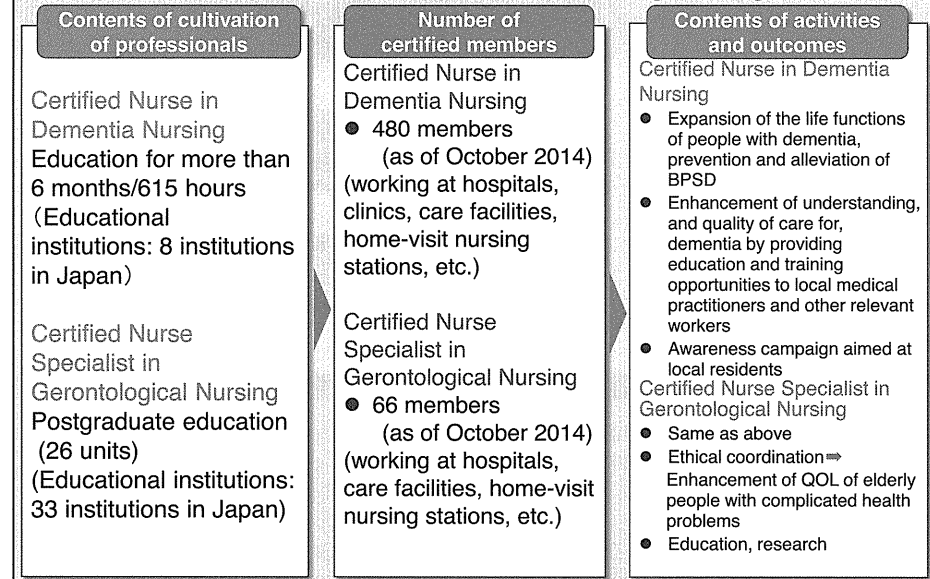 Contents of cultivation
of professionals
Certified Nurse in
Dementia Nursing
Education for more than
6 months/615 hours
（Educational
institutions: 8 institutions
in Japan）
Certified Nurse
Specialist in
Gerontological Nursing
Postgraduate education
(26 units)
(Educational institutions:
33 institutions in Japan)
Number of
certified members
Certified Nurse in
Dementia Nursing
● 480 members
(as of October 2014)
(working at hospitals,
clinics, care facilities,
home-visit nursing
stations, etc.)
Certified Nurse
Specialist in
Gerontological Nursing
● 66 members
(as of October 2014)
(working at hospitals,
care facilities, home-visit
nursing stations, etc.)
Contents of activities
and outcomes
Certified Nurse in Dementia
Nursing
● Expansion of the life functions
of people with dementia,
prevention and alleviation of
BPSD
● Enhancement of understanding,
and quality of care for,
dementia by providing
education and training
opportunities to local medical
practitioners and other relevant
workers
● Awareness campaign aimed at
local residents
Certified Nurse Specialist in
Gerontological Nursing
● Same as above
● Ethical coordination⇒
Enhancement of QOL of elderly
people with complicated health
problems
● Education, research